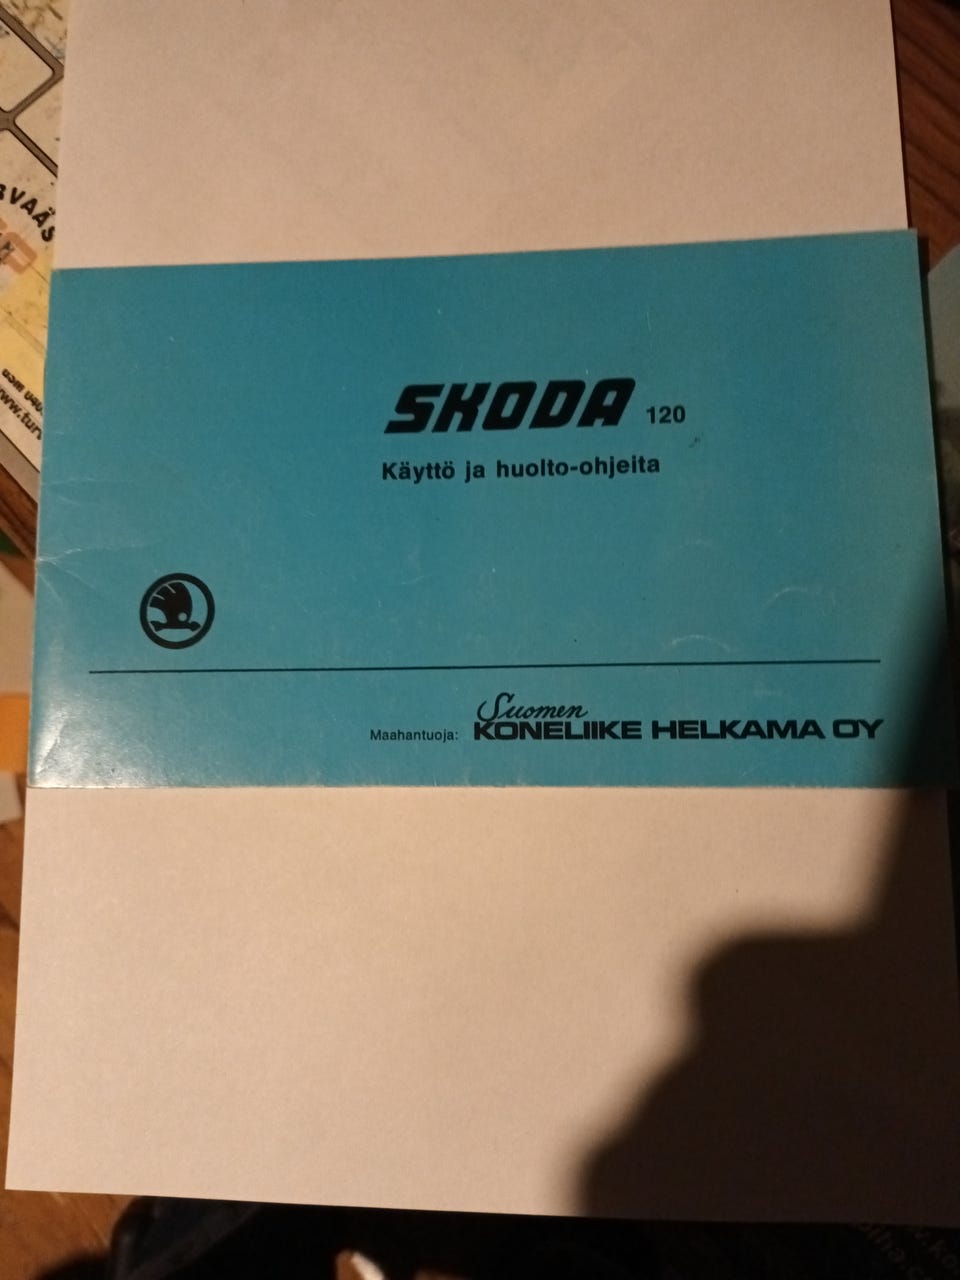 SKODA 120
Käyttö ja huolto-ohjeita
Suomen
Maahantuoja: KONELIIKE HELKAMA OY